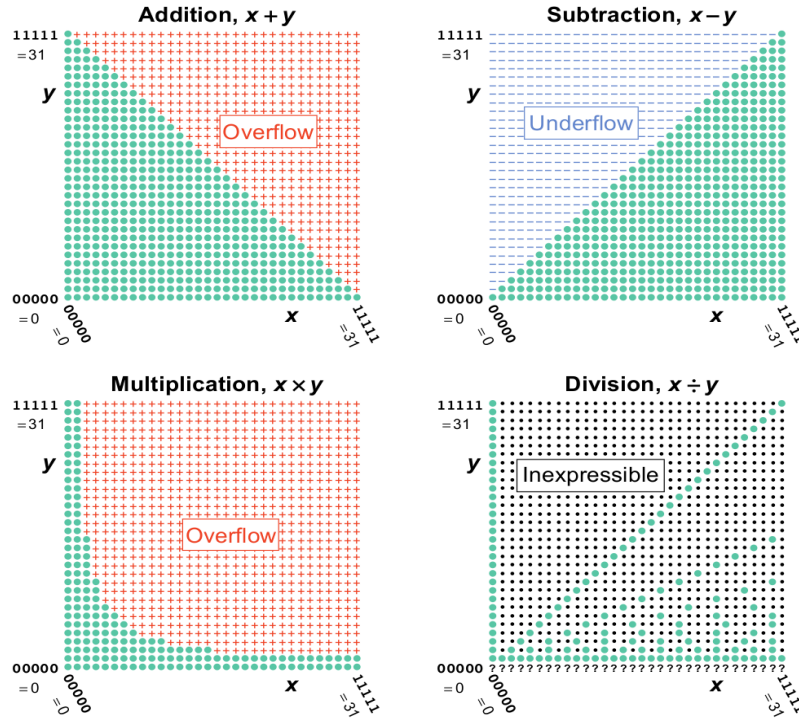 Addition, x + y
11111
=31
y
Overflow
00000
=0
00000
=0
x
11111
=31
Subtraction, x − y
11111
=31
y
Underflow
00000
=0
00000
=0
x
11111
=31
Multiplication, x × y
11111
=31
y
Overflow
00000
=0
00000
=0
x
11111
=31
Division, x ÷ y
11111
=31
y
Inexpressible
00000
=0
????????????????????????????????
00000
=0
x
11111
=31